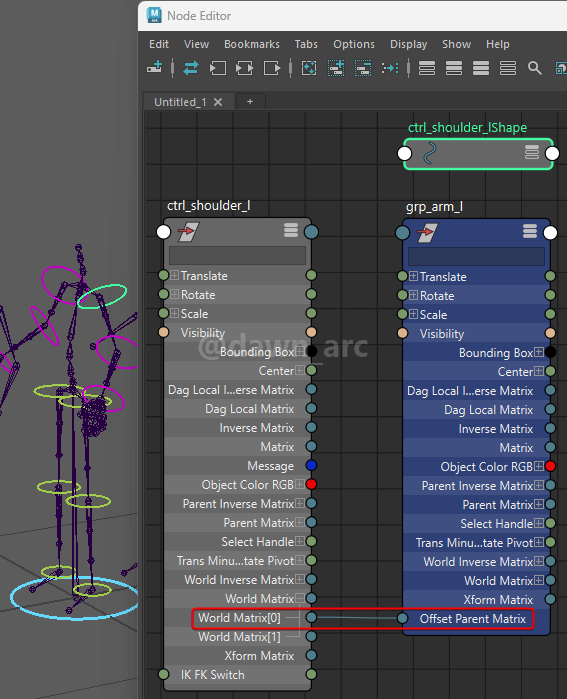 M
Node Editor
Edit View Bookmarks Tabs Options Display Show Help
Untitled_1 × +
ctrl_shoulder_lShape
ctrl_shoulder_l
Translate
Rotate
Scale
Visibility
Bounding Box
Center
Dag Local I...erse Matrix
Dag Local Matrix
Inverse Matrix
Matrix
Message
Object Color RGB
Parent Inverse Matrix
Parent Matrix
Select Handle
Trans Minu...tate Pivot
World Inverse Matrix
World Matrix
World Matrix[0]
World Matrix[1]
Xform Matrix
IK FK Switch
grp_arm_l
Translate
Rotate
Scale
Visibility
Bounding Box
Center
Dag Local I...erse Matrix
Dag Local Matrix
Inverse Matrix
Matrix
Object Color RGB
Parent Inverse Matrix
Parent Matrix
Select Handle
Trans Minu...tate Pivot
World Inverse Matrix
World Matrix
Xform Matrix
Offset Parent Matrix
@dawn_arc